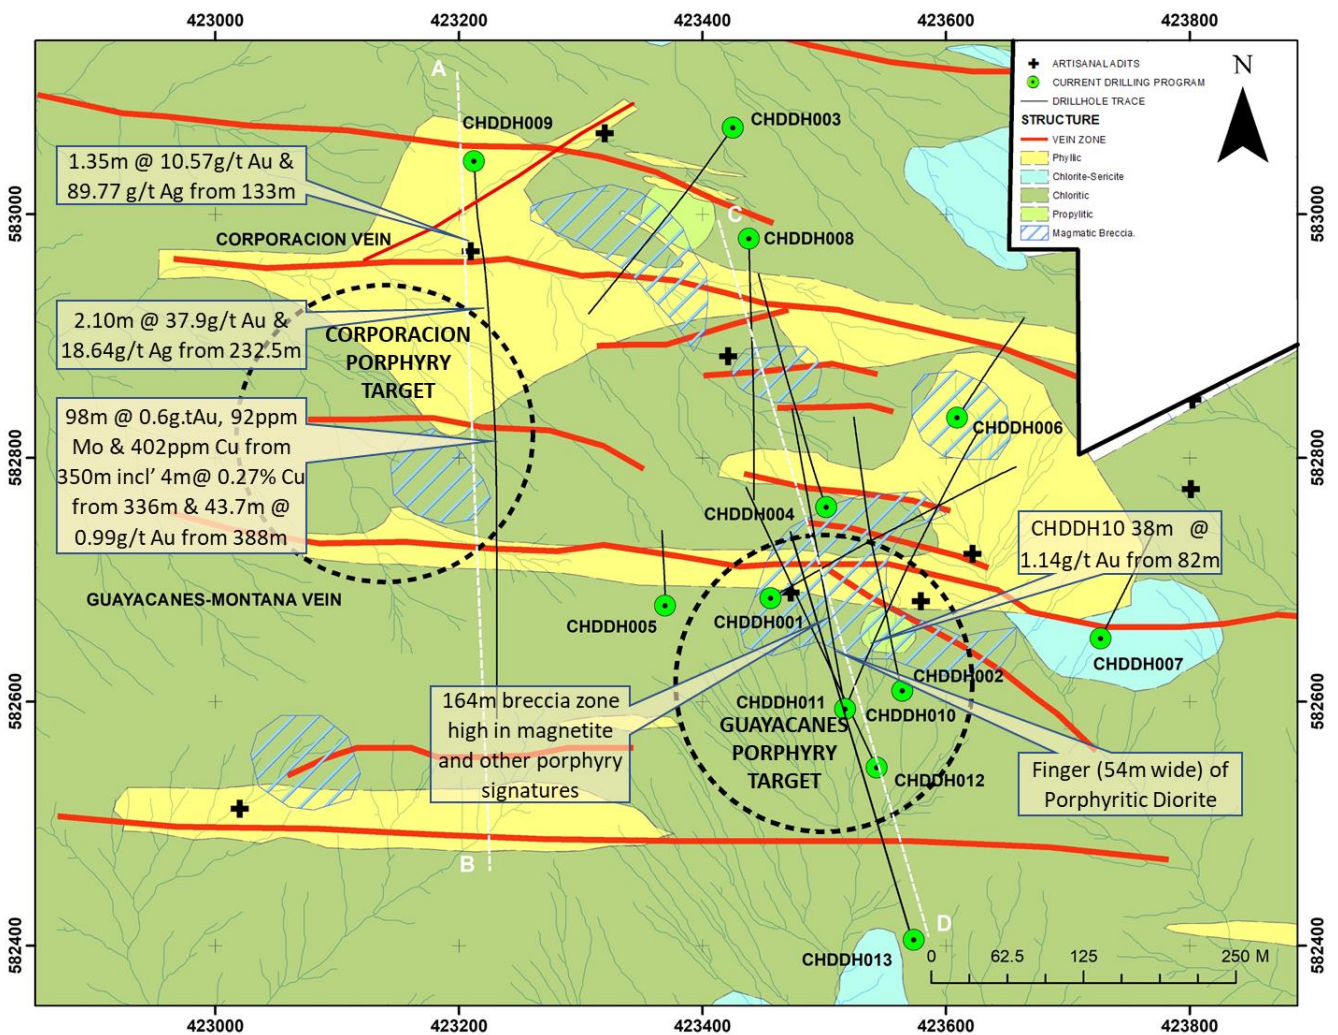 423000
423200
423400
423600
423800
583000
582800
582600
582400
583000
582800
582600
582400
A
CHDDH009
CHDDH003
1.35m @ 10.57g/t Au &
89.77 g/t Ag from 133m
CORPORACION VEIN
C
CHDDH008
2.10m @ 37.9g/t Au &
18.64g/t Ag from 232.5m
CORPORACION
PORPHYRY
TARGET
98m @ 0.6g.tAu, 92ppm
Mo & 402ppm Cu from
350m incl’ 4m@ 0.27% Cu
from 336m & 43.7m @
0.99g/t Au from 388m
CHDDH006
CHDDH004
CHDDH10 38m @
1.14g/t Au from 82m
GUAYACANES-MONTANA VEIN
CHDDH005
CHDDH001
CHDDH007
CHDDH002
CHDDH011
CHDDH010
GUAYACANES
PORPHYRY
TARGET
164m breccia zone
high in magnetite
and other porphyry
signatures
CHDDH012
Finger (54m wide) of
Porphyritic Diorite
B
D
CHDDH013
0 62.5 125 250 M
ARTISANAL ADITS
CURRENT DRILLING PROGRAM
DRILLHOLE TRACE
STRUCTURE
VEIN ZONE
Phyllic
Chlorite-Sericite
Chloritic
Propylitic
Magmatic Breccia.
N
423000
423200
423400
423600
423800